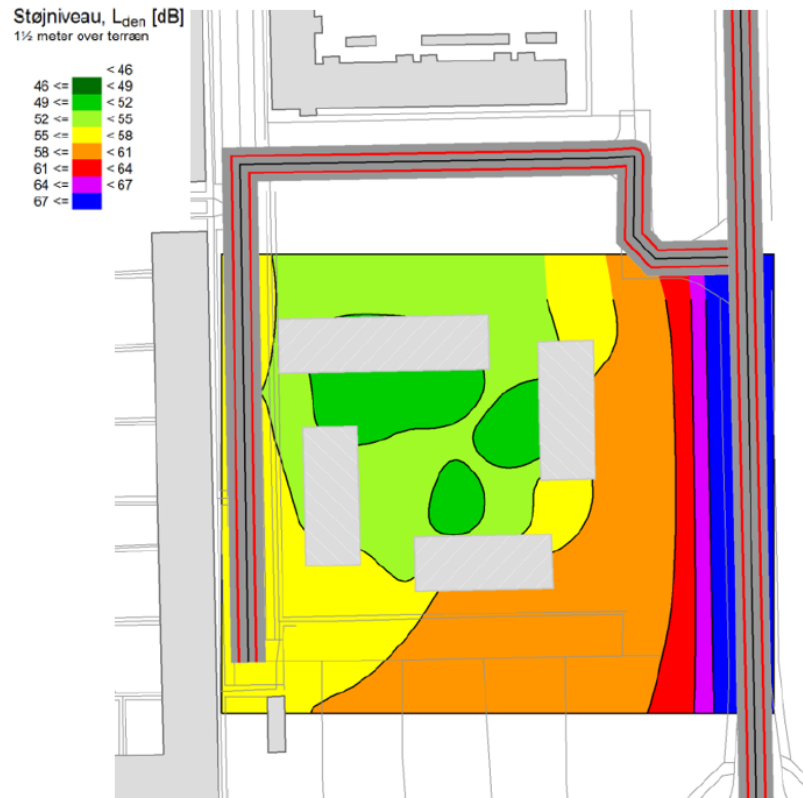 Støjniveau, Lden [dB]
1½ meter over terræn
< 46
46 <= < 49
49 <= < 52
52 <= < 55
55 <= < 58
58 <= < 61
61 <= < 64
64 <= < 67
67 <=